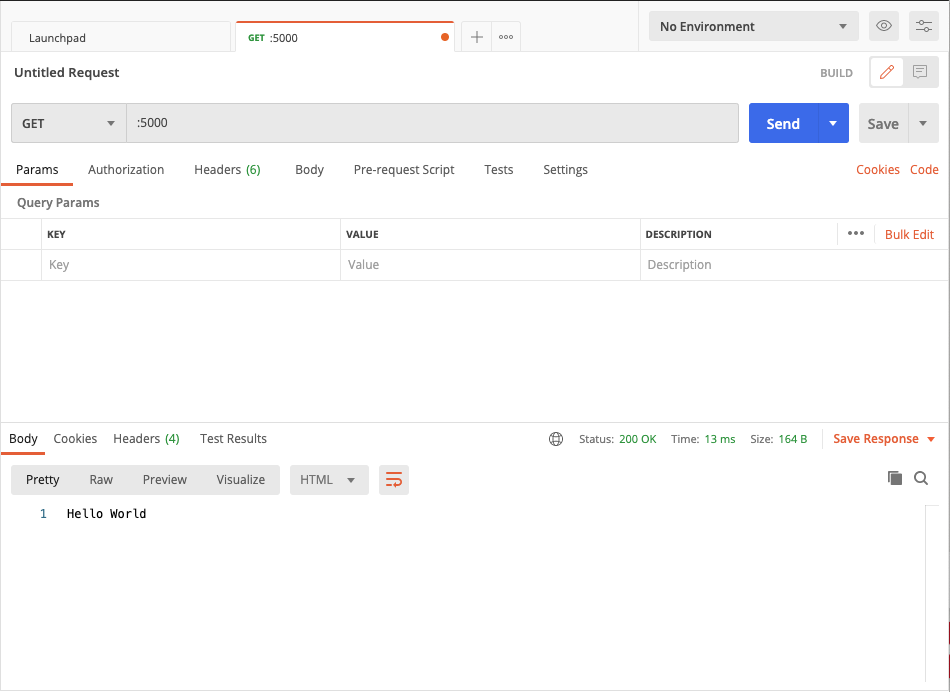 Launchpad GET :5000 No Environment
Untitled Request BUILD
GET :5000 Send Save
Params Authorization Headers (6) Body Pre-request Script Tests Settings Cookies Code
Query Params
KEY VALUE DESCRIPTION Bulk Edit
Key Value Description
Body Cookies Headers (4) Test Results Status: 200 OK Time: 13 ms Size: 164 B Save Response
Pretty Raw Preview Visualize HTML
1 Hello World